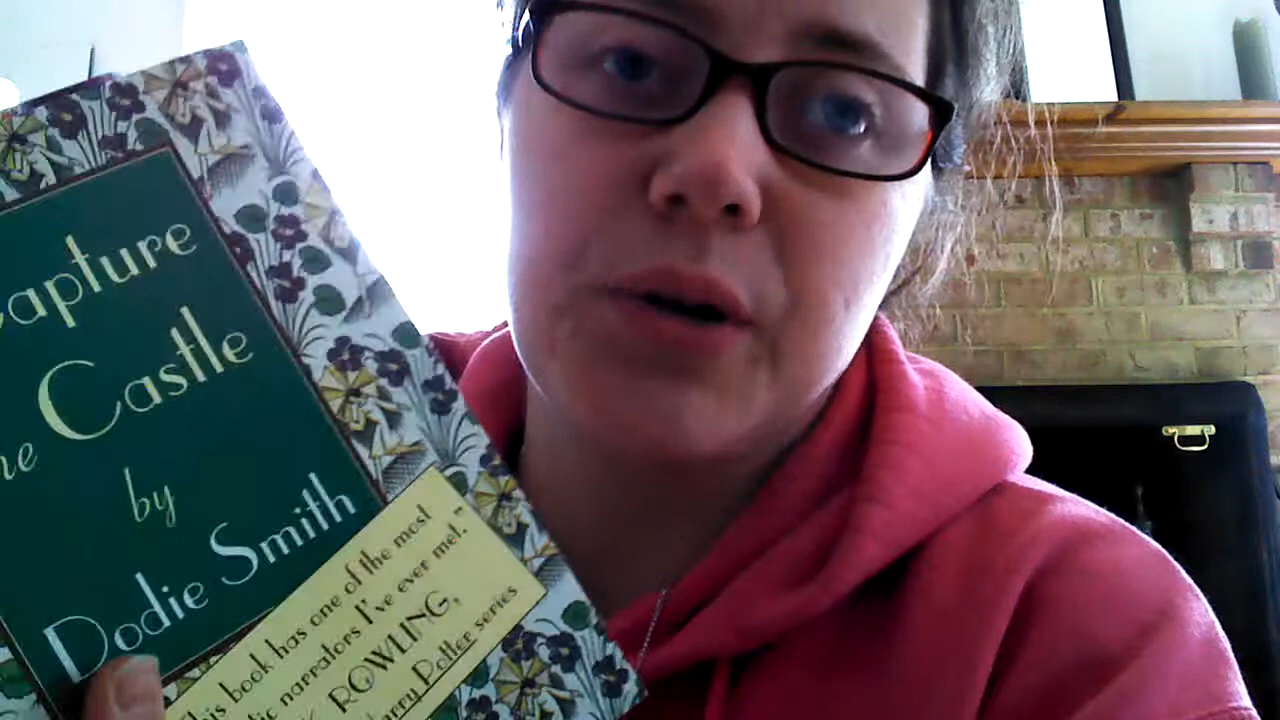 apture
Castle
by
Dodie Smith
This book has one of the most
narrators I've ever met."
ROWLING,
Harry Potter series